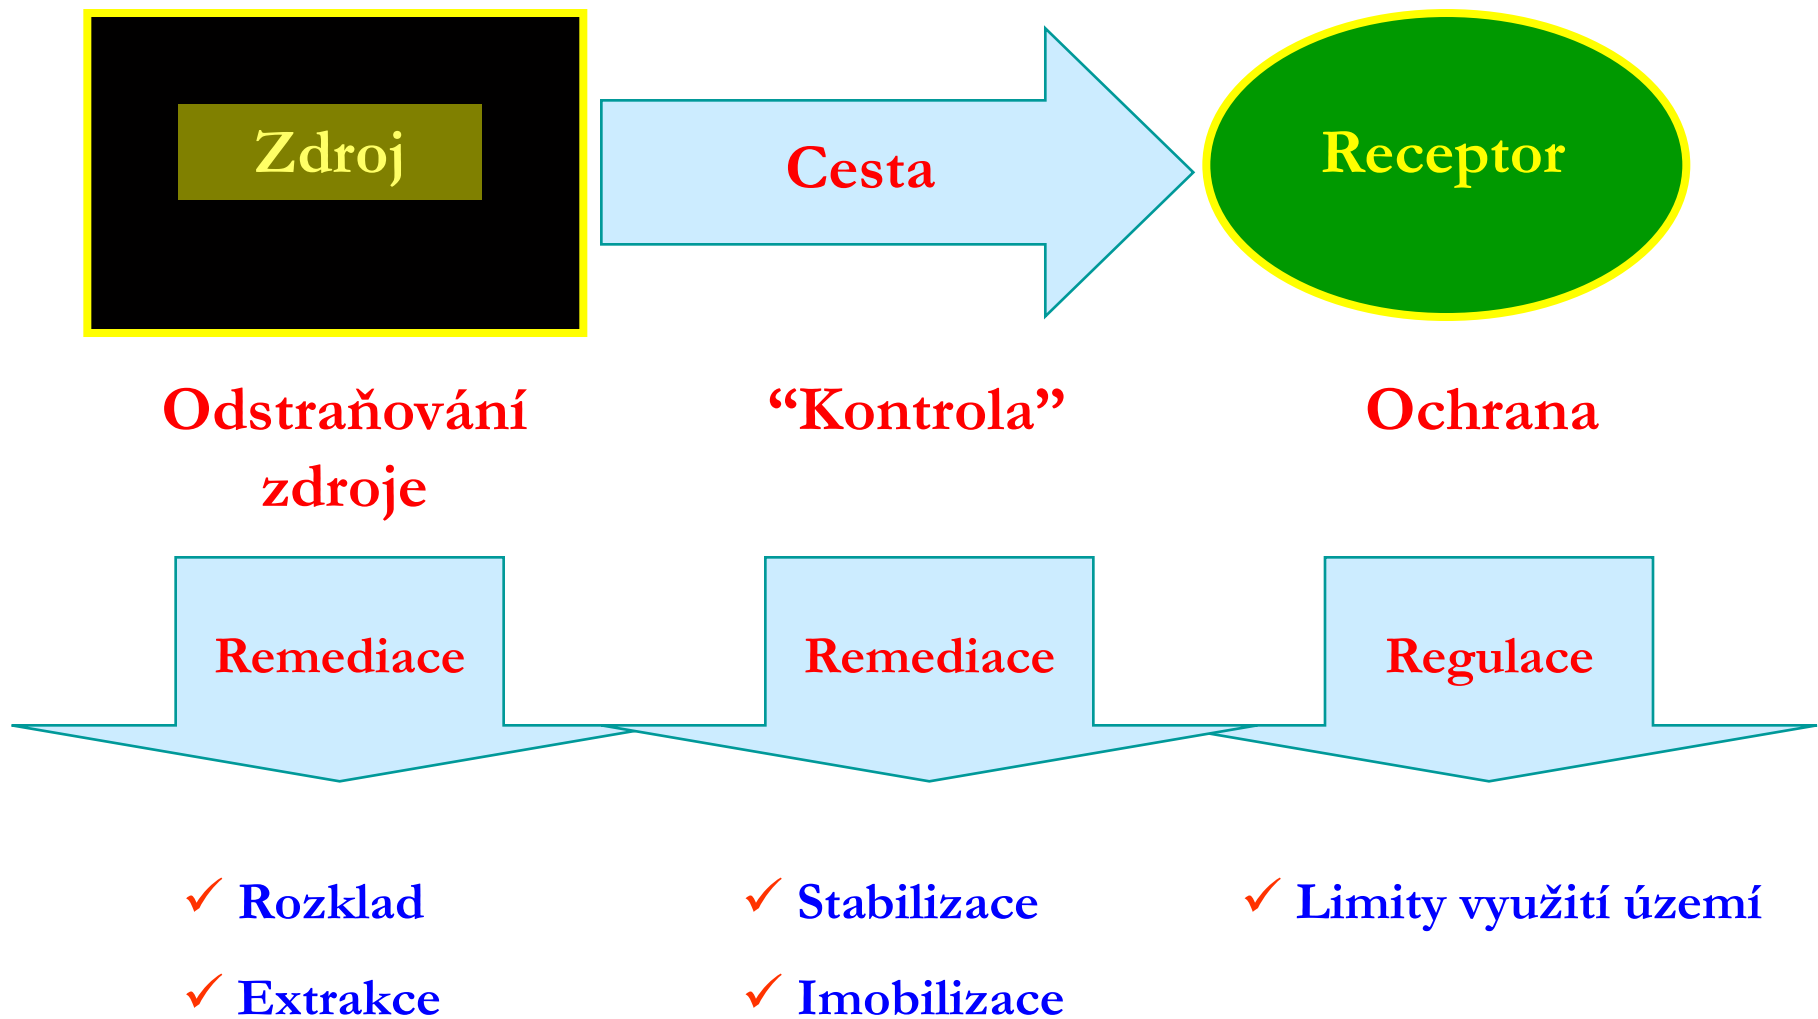 Zdroj
Cesta
Receptor
Odstraňování
zdroje
“Kontrola”
Ochrana
Remediace
Remediace
Regulace
✓ Rozklad
✓ Stabilizace
✓ Limity využití území
✓ Extrakce
✓ Imobilizace